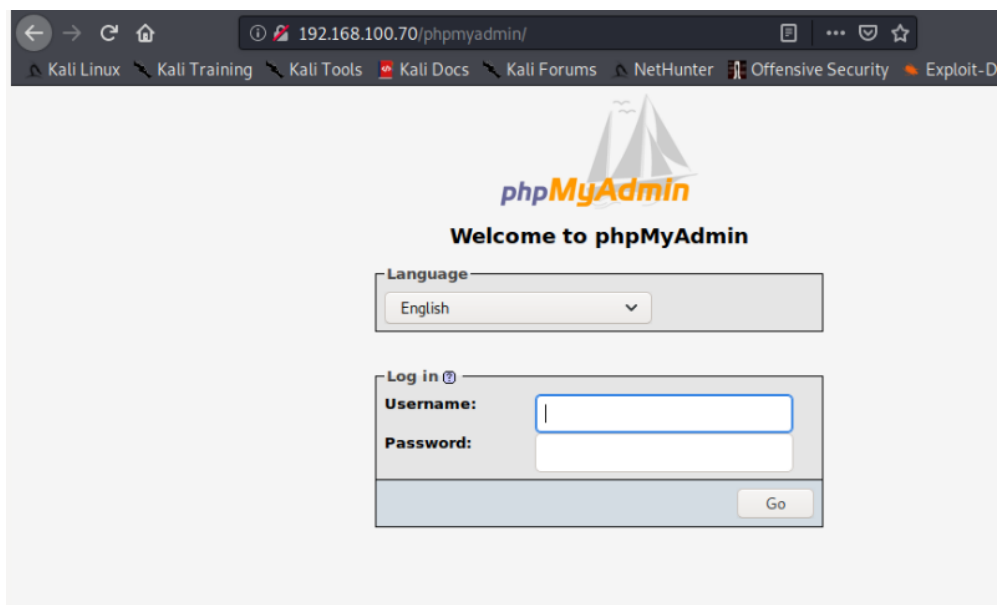 192.168.100.70/phpmyadmin/
Kali Linux Kali Training Kali Tools Kali Docs Kali Forums NetHunter Offensive Security Exploit-D
phpMyAdmin
Welcome to phpMyAdmin
Language
English
Log in
Username:
Password:
Go